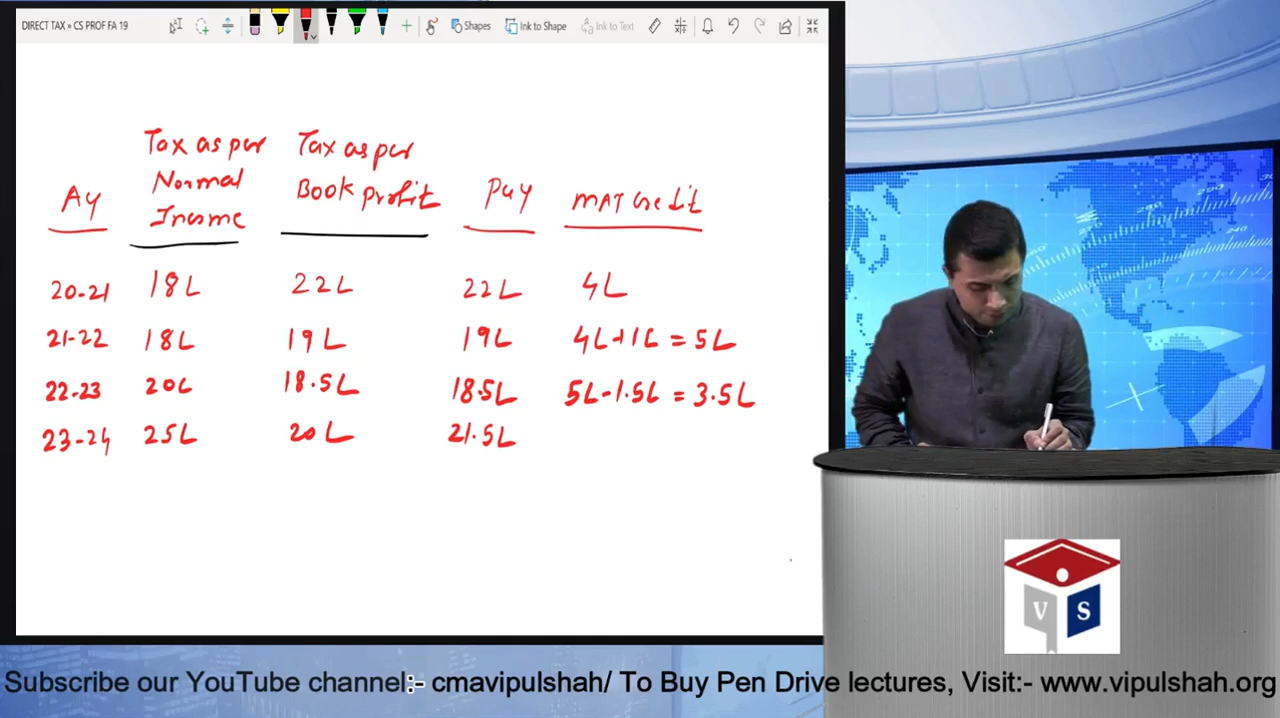 DIRECT TAX » CS PROF FA 19
Shapes
Ink to Shape
Ink to Text
Ay Tax as per Normal Income Tax as per Book profit Pay MAT Credit
20-21 18L 22L 22L 4L
21-22 18L 19L 19L 4L+1L = 5L
22-23 20L 18.5L 18.5L 5L-1.5L = 3.5L
23-24 25L 20L 21.5L
V S
Subscribe our YouTube channel:- cmavipulshah/ To Buy Pen Drive lectures, Visit:- www.vipulshah.org